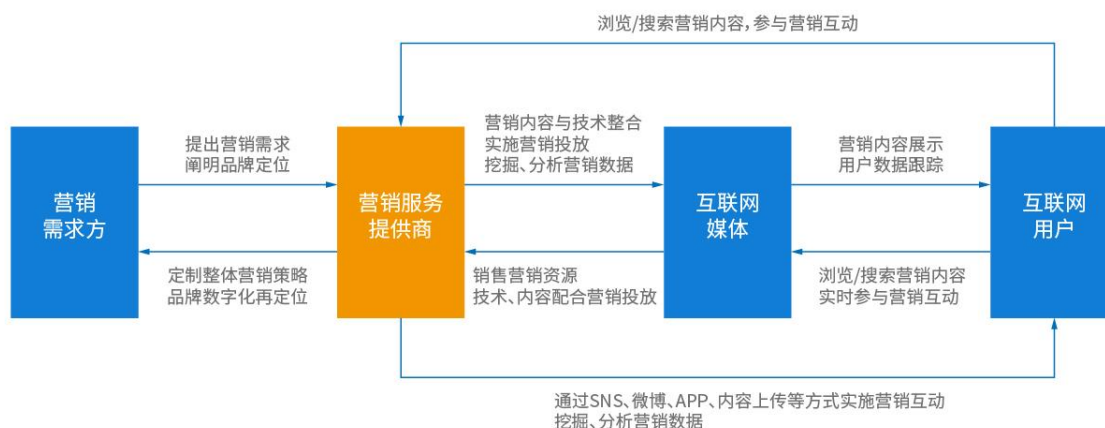 浏览/搜索营销内容,参与营销互动
提出营销需求
阐明品牌定位
营销内容与技术整合
实施营销投放
挖掘、分析营销数据
营销内容展示
用户数据跟踪
营销
需求方
营销服务
提供商
互联网
媒体
互联网
用户
定制整体营销策略
品牌数字化再定位
销售营销资源
技术、内容配合营销投放
浏览/搜索营销内容
实时参与营销互动
通过SNS、微博、APP、内容上传等方式实施营销互动
挖掘、分析营销数据